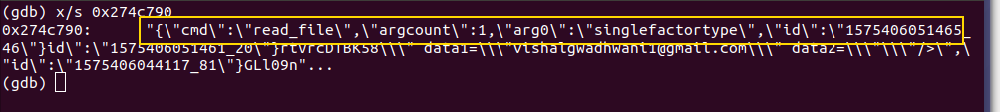 (gdb) x/s 0x274c790
0x274c790: "{\"cmd\":\"read_file\",\"argcount\":1,\"arg0\":\"singlefactortype\",\"id\":\"1575406051465_
46\"}id\":\"1575406051461_20\"}rtvrcDTBK58\\\" data1=\\\"vishalgwadhwani1@gmail.com\\\" data2=\\\"\\\"/>\",\
"id\":\"1575406044117_81\"}GLl09n"...
(gdb)